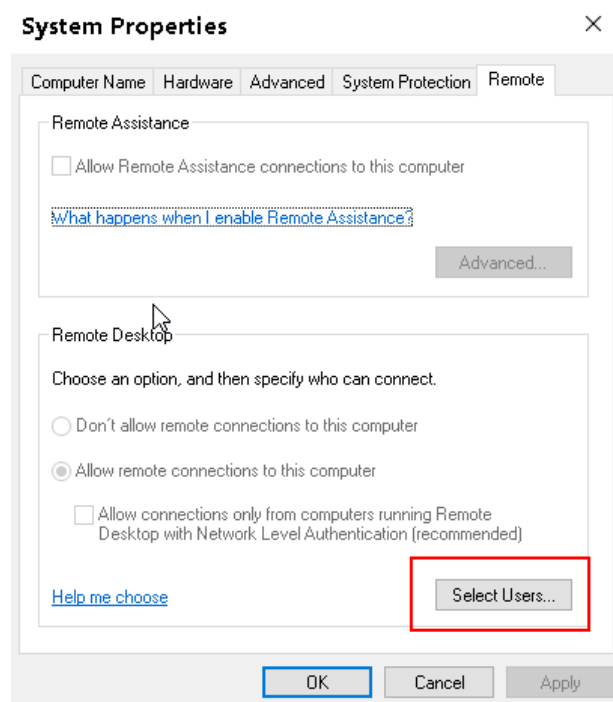 System Properties
Computer Name Hardware Advanced System Protection Remote
Remote Assistance
Allow Remote Assistance connections to this computer
What happens when I enable Remote Assistance?
Advanced...
Remote Desktop
Choose an option, and then specify who can connect.
Don´t allow remote connections to this computer
Allow remote connections to this computer
Allow connections only from computers running Remote
Desktop with Network Level Authentication (recommended)
Help me choose
Select Users...
OK Cancel Apply